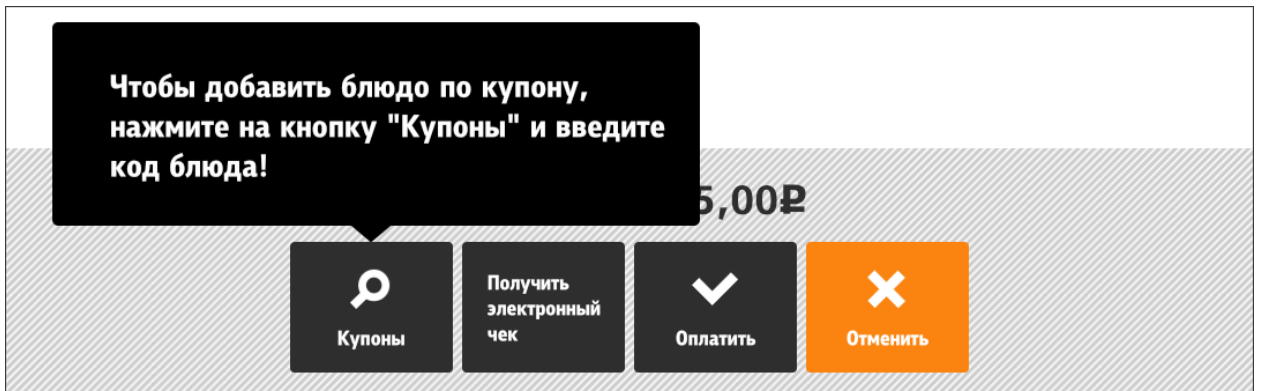 Чтобы добавить блюдо по купону,
нажмите на кнопку "Купоны" и введите
код блюда!
5,00₽
Купоны
Получить
электронный
чек
Оплатить
Отменить